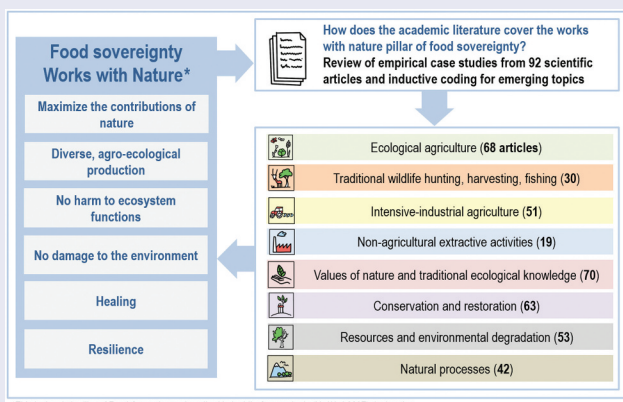 Food sovereignty
Works with Nature*
Maximize the contributions of
nature
Diverse, agro-ecological
production
No harm to ecosystem
functions
No damage to the environment
Healing
Resilience
How does the academic literature cover the works
with nature pillar of food sovereignty?
Review of empirical case studies from 92 scientific
articles and inductive coding for emerging topics
Ecological agriculture (68 articles)
Traditional wildlife hunting, harvesting, fishing (30)
Intensive-industrial agriculture (51)
Non-agricultural extractive activities (19)
Values of nature and traditional ecological knowledge (70)
Conservation and restoration (63)
Resources and environmental degradation (53)
Natural processes (42)